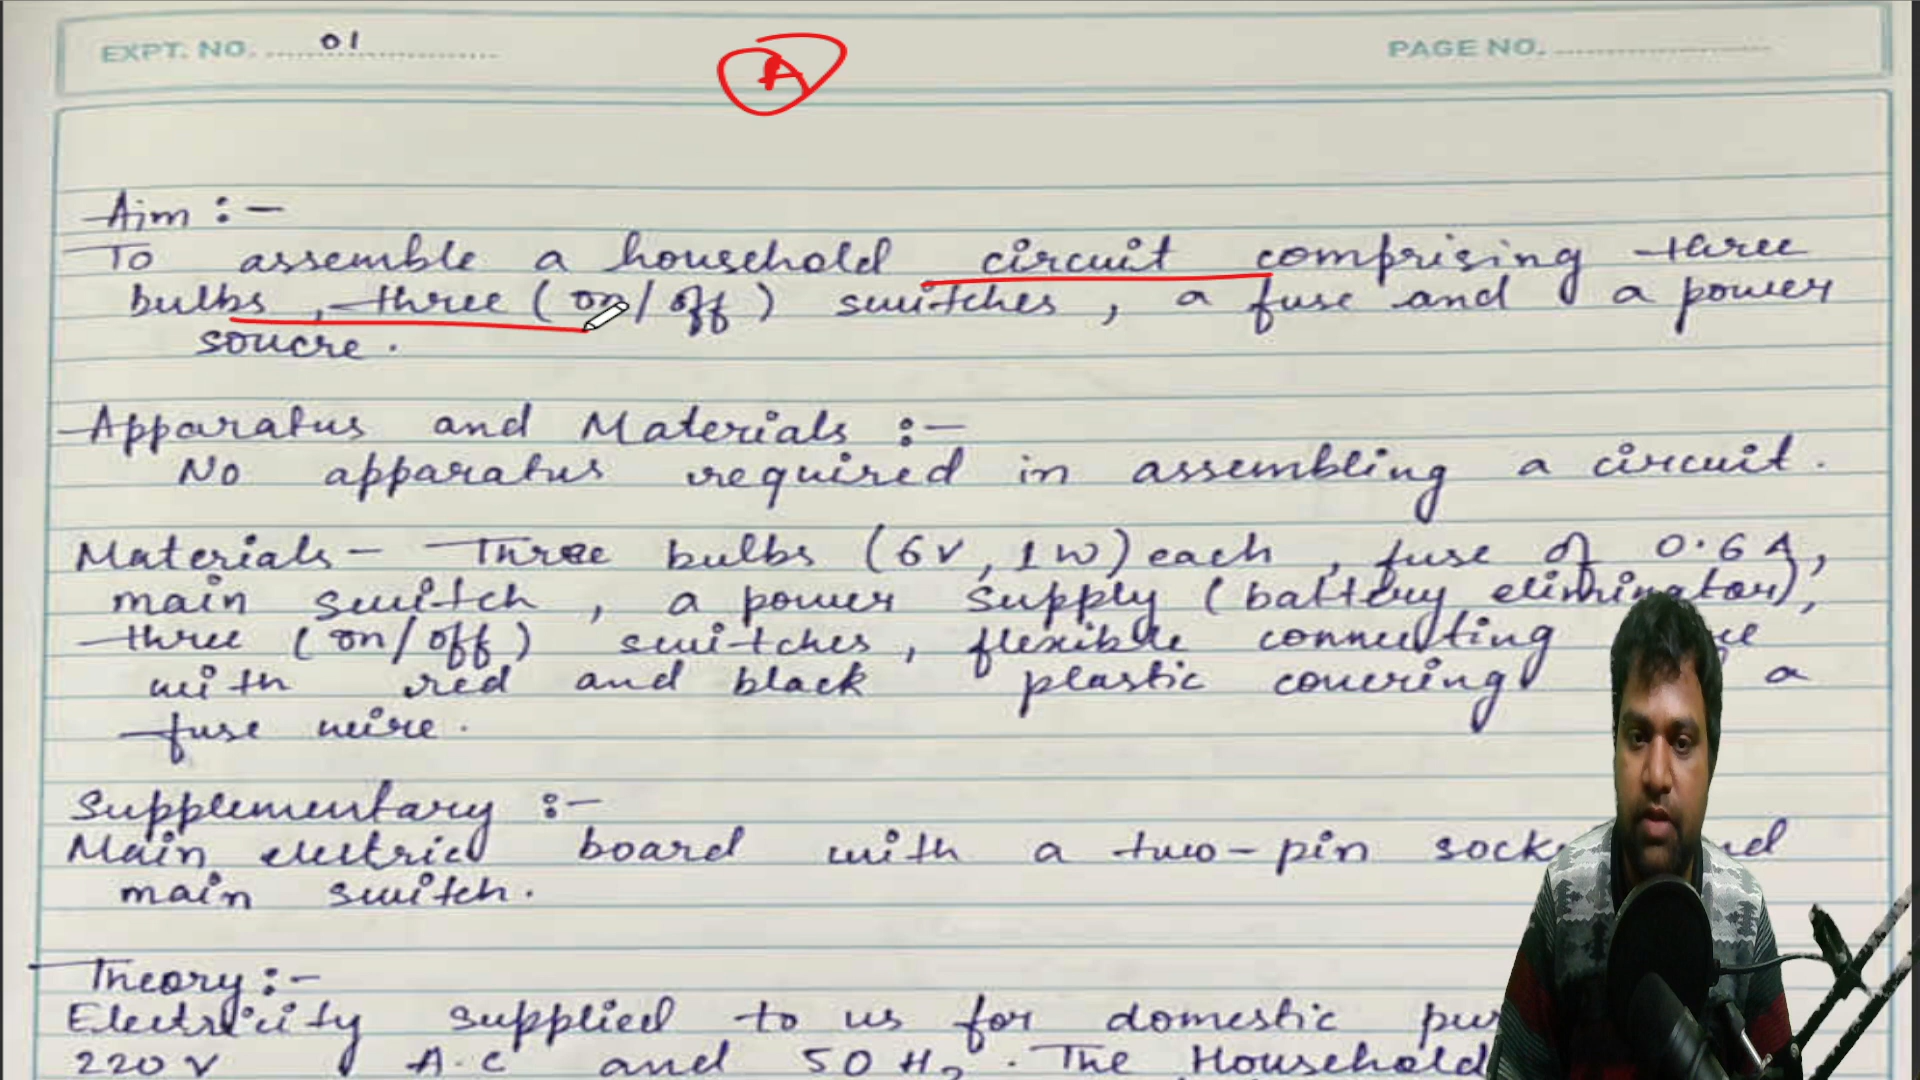 EXPT. NO. 01
A
PAGE NO.
Aim :-
To assemble a household circuit comprising three
bulbs , three (on/off) switches , a fuse and a power
soucre .
Apparatus and Materials :-
No apparatus required in assembling a circuit .
Materials - Three bulbs (6V, 1W) each , fuse of 0.6 A ,
main switch , a power supply ( battery eliminator) ,
three (on/off) switches , flexible connecting
with red and black plastic covering a
fuse wire .
Supplementary :-
Main electric board with a two-pin
main switch .
Theory :-
Electricity supplied to us for domestic
220 V A.C and 50 Hz . The Household